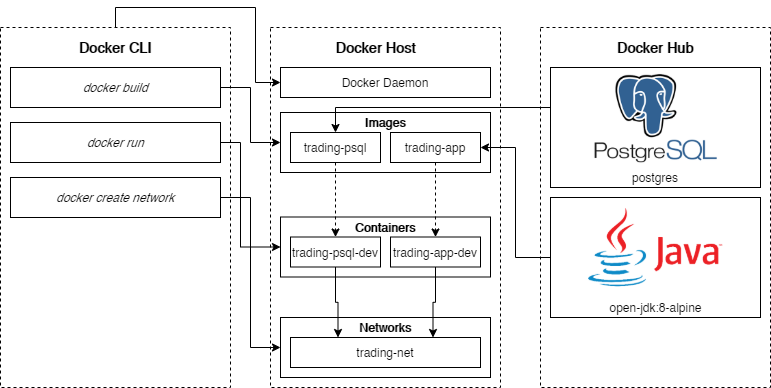 Docker CLI
docker build
docker run
docker create network
Docker Host
Docker Daemon
Images
trading-psql
trading-app
Containers
trading-psql-dev
trading-app-dev
Networks
trading-net
Docker Hub
PostgreSQL
postgres
Java
open-jdk:8-alpine